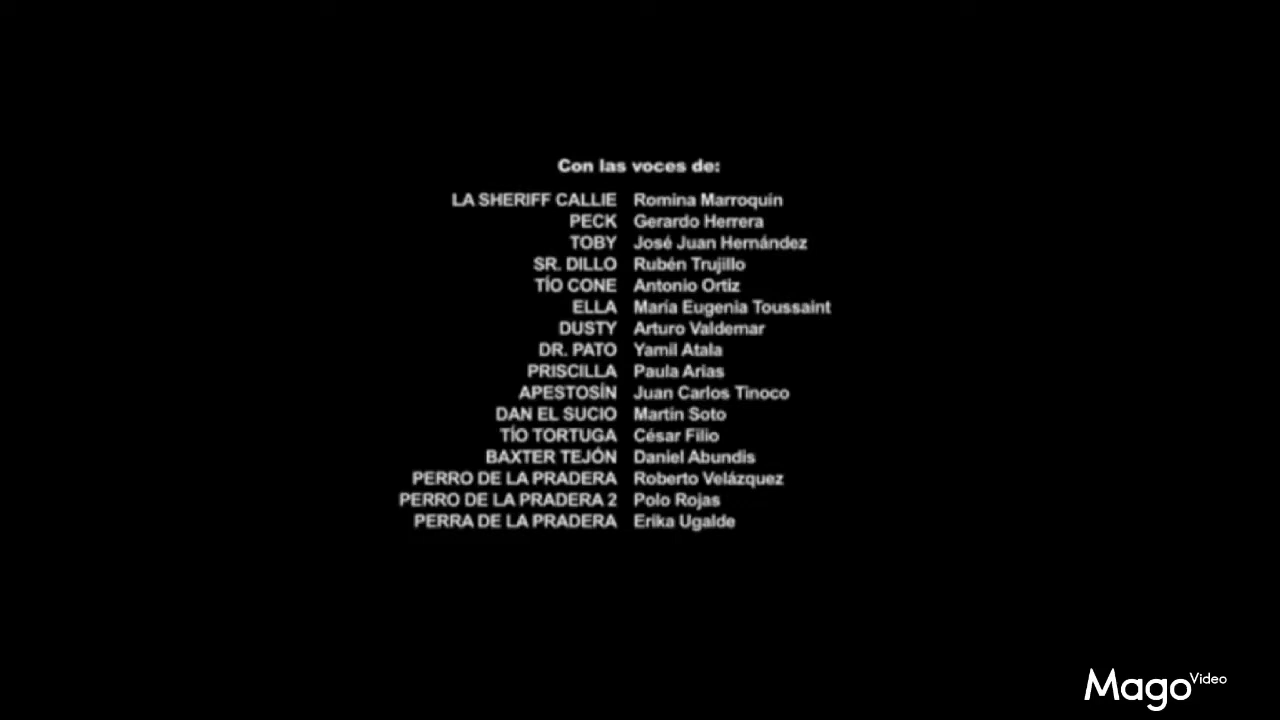 Con las voces de:
LA SHERIFF CALLIE Romina Marroquin
PECK Gerardo Herrera
TOBY José Juan Hernández
SR. DILLO Rubén Trujillo
TÍO CONE Antonio Ortiz
ELLA María Eugenia Toussaint
DUSTY Arturo Valdemar
DR. PATO Yamil Atala
PRISCILLA Paula Arias
APESTOSÍN Juan Carlos Tinoco
DAN EL SUCIO Martín Soto
TÍO TORTUGA César Filio
BAXTER TEJÓN Daniel Abundis
PERRO DE LA PRADERA Roberto Velázquez
PERRO DE LA PRADERA 2 Polo Rojas
PERRA DE LA PRADERA Erika Ugalde
Mago Video